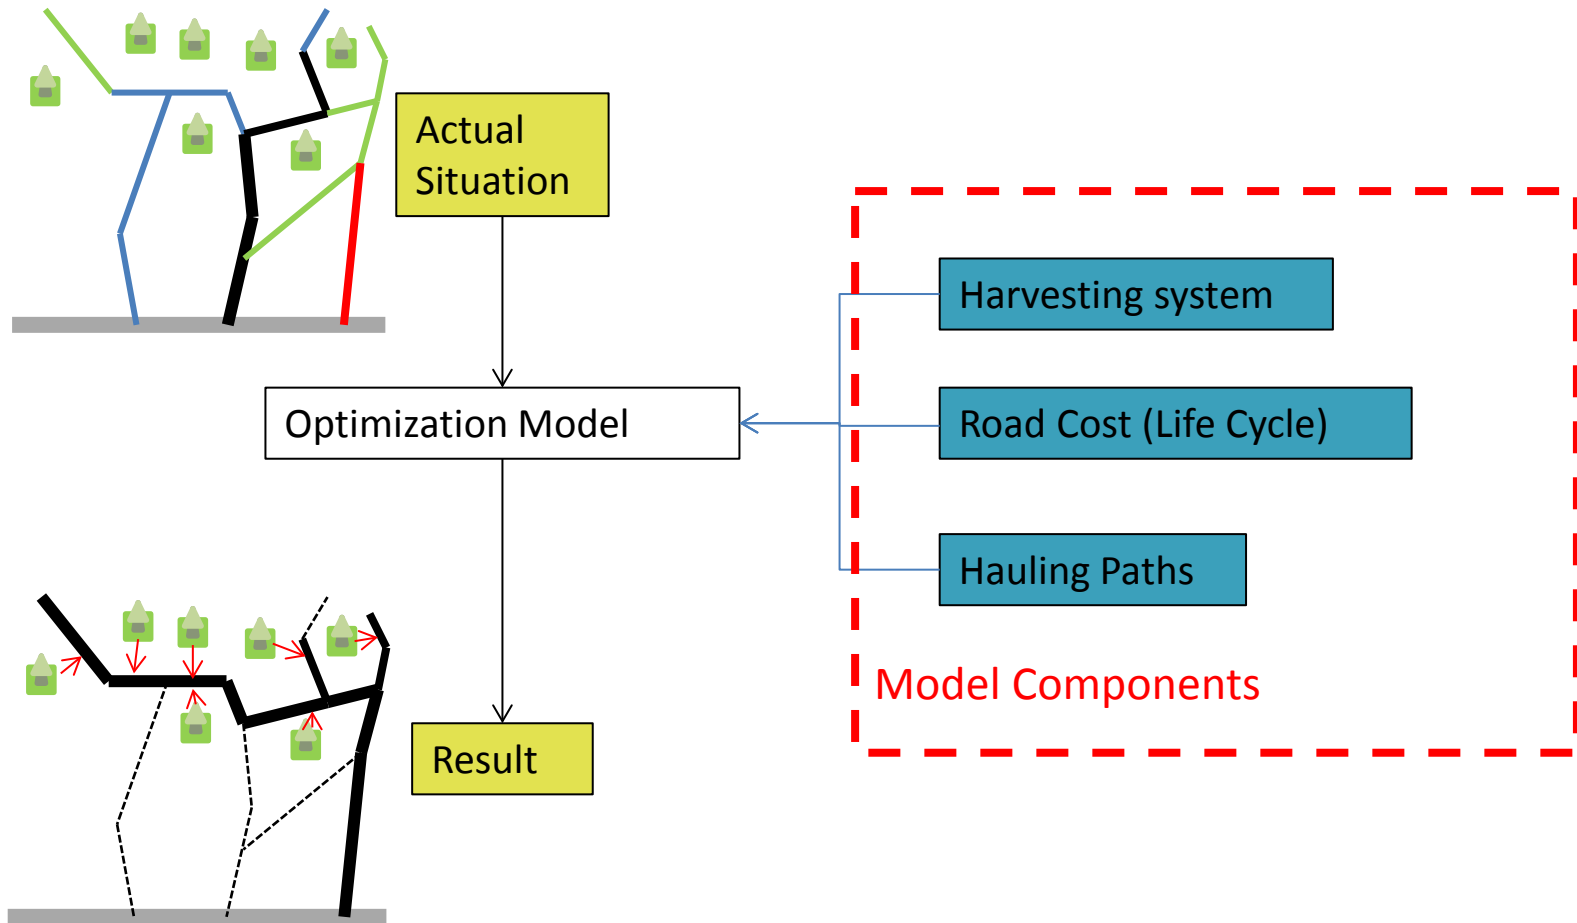 Actual
Situation
Harvesting system
Optimization Model
Road Cost (Life Cycle)
Hauling Paths
Model Components
Result